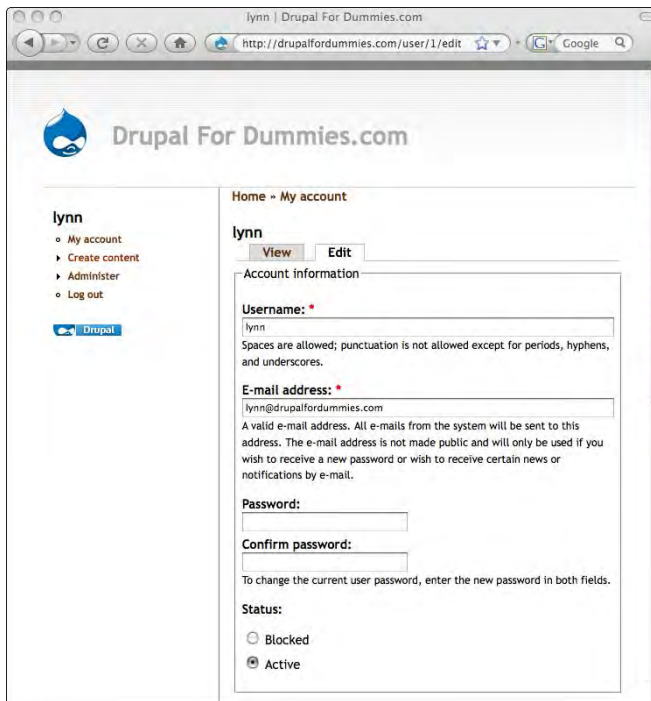 lynn | Drupal For Dummies.com
http://drupalfordummies.com/user/1/edit
G
Google
Drupal For Dummies.com
lynn
My account
Create content
Administer
Log out
Drupal
Home » My account
lynn
View
Edit
Account information
Username: *
lynn
Spaces are allowed; punctuation is not allowed except for periods, hyphens,
and underscores.
E-mail address: *
lynn@drupalfordummies.com
A valid e-mail address. All e-mails from the system will be sent to this
address. The e-mail address is not made public and will only be used if you
wish to receive a new password or wish to receive certain news or
notifications by e-mail.
Password:
Confirm password:
To change the current user password, enter the new password in both fields.
Status:
Blocked
Active